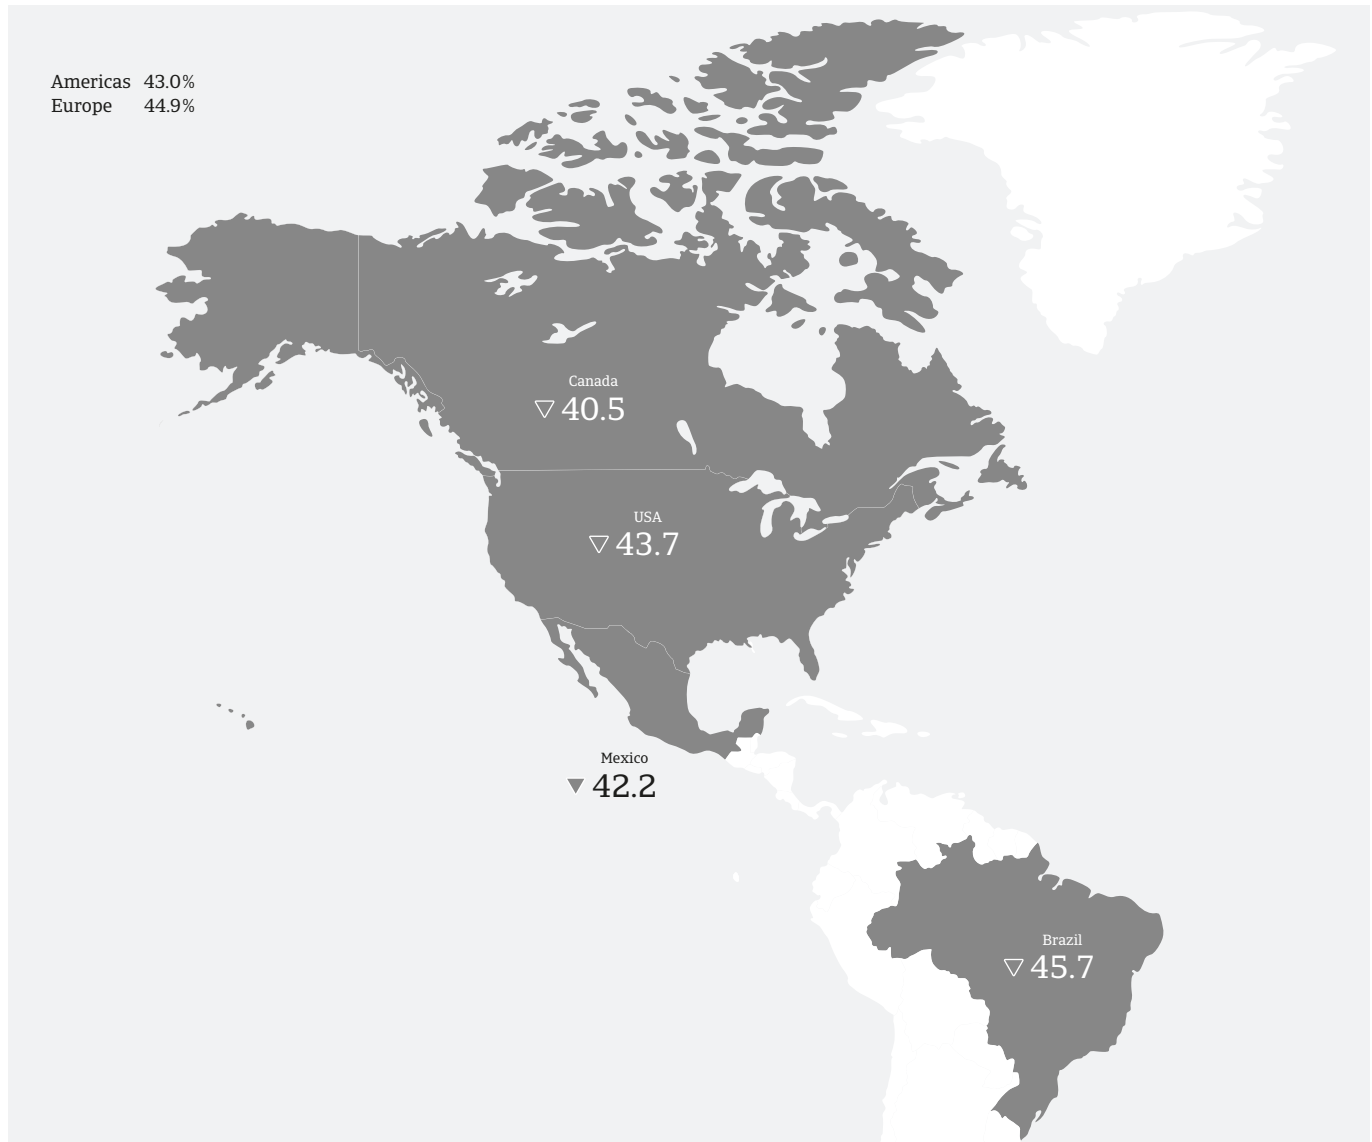 Americas 43.0%
Europe 44.9%
Canada
▽ 40.5
USA
▽ 43.7
Mexico
▼ 42.2
Brazil
▽ 45.7